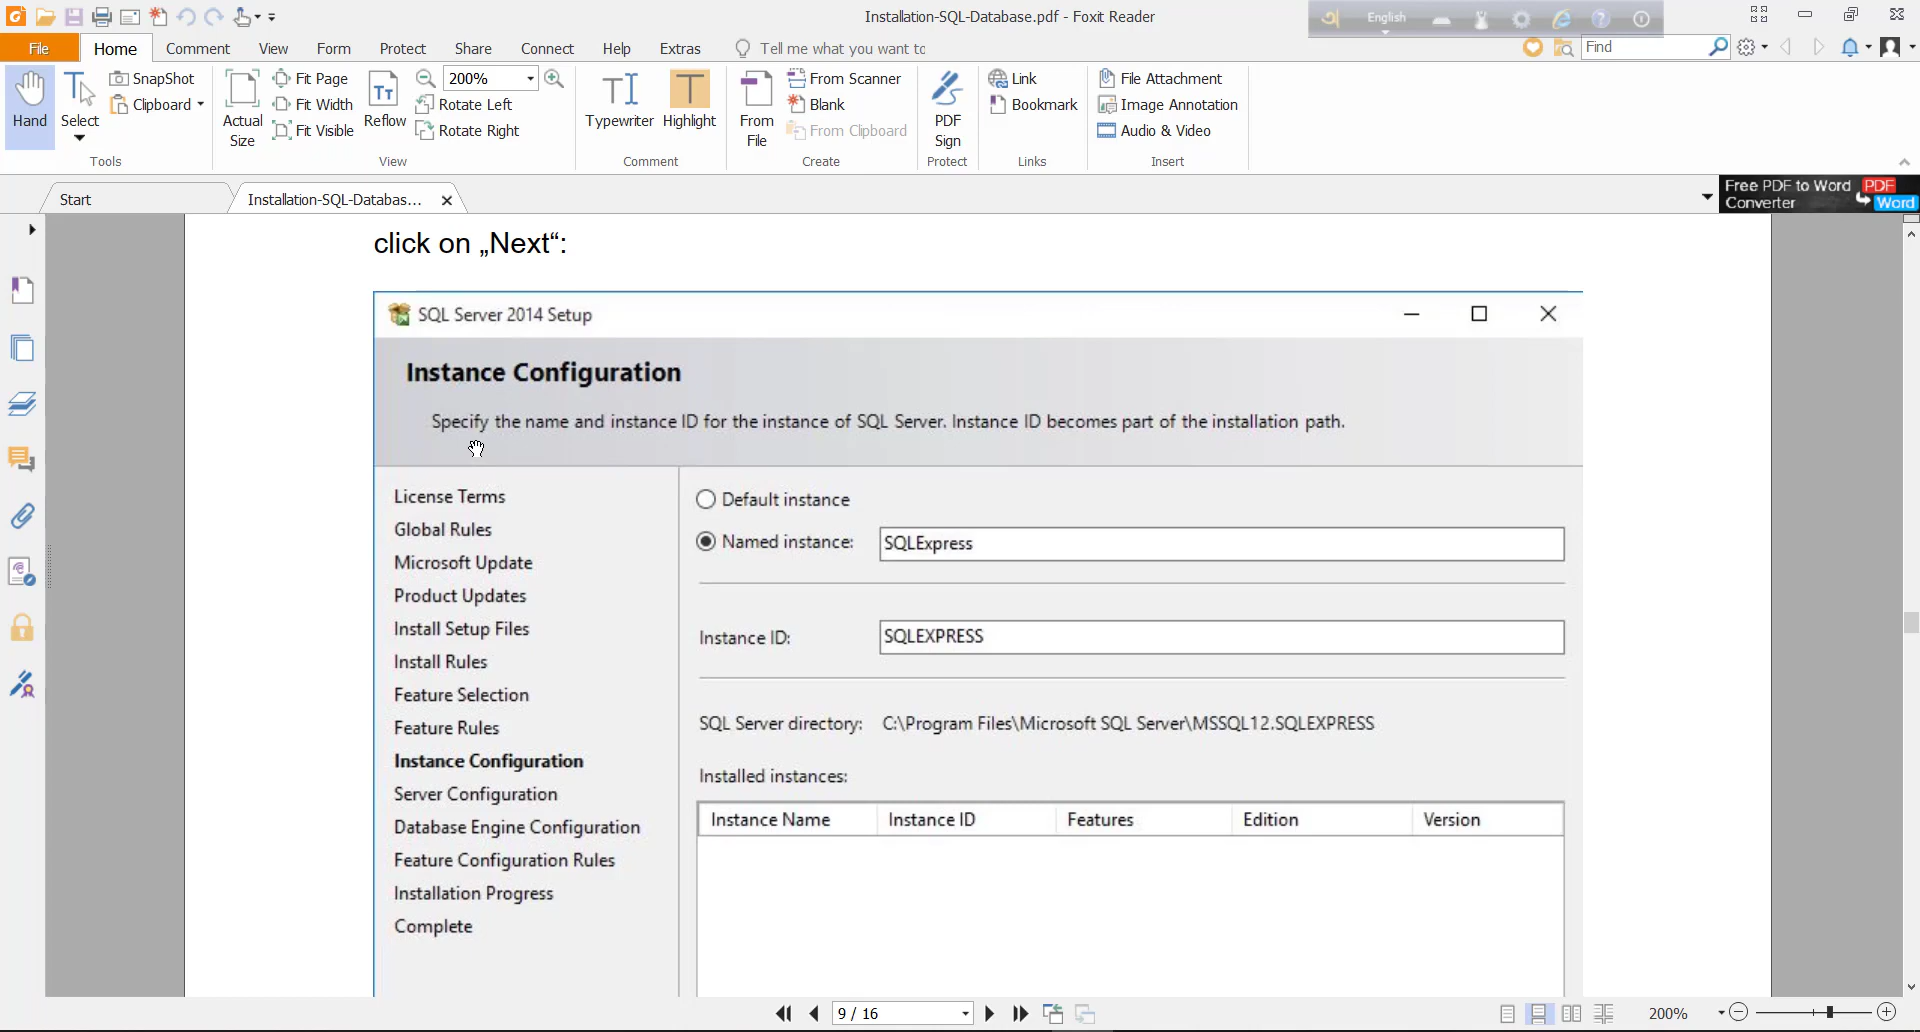 Installation-SQL-Database.pdf - Foxit Reader
English
File
Home
Comment
View
Form
Protect
Share
Connect
Help
Extras
Tell me what you want to
Find
Hand
Select
SnapShot
Clipboard
Tools
Actual Size
Fit Page
Fit Width
Fit Visible
Reflow
200%
Rotate Left
Rotate Right
View
Typewriter
Highlight
Comment
From File
From Scanner
Blank
From Clipboard
Create
PDF Sign
Protect
Link
Bookmark
Links
File Attachment
Image Annotation
Audio & Video
Insert
Start
Installation-SQL-Databas...
Free PDF to Word
Converter
PDF
Word
click on „Next“:
SQL Server 2014 Setup
Instance Configuration
Specify the name and instance ID for the instance of SQL Server. Instance ID becomes part of the installation path.
License Terms
Global Rules
Microsoft Update
Product Updates
Install Setup Files
Install Rules
Feature Selection
Feature Rules
Instance Configuration
Server Configuration
Database Engine Configuration
Feature Configuration Rules
Installation Progress
Complete
Default instance
Named instance: SQLExpress
Instance ID: SQLEXPRESS
SQL Server directory: C:\Program Files\Microsoft SQL Server\MSSQL12.SQLEXPRESS
Installed instances:
Instance Name Instance ID Features Edition Version
9 / 16
200%